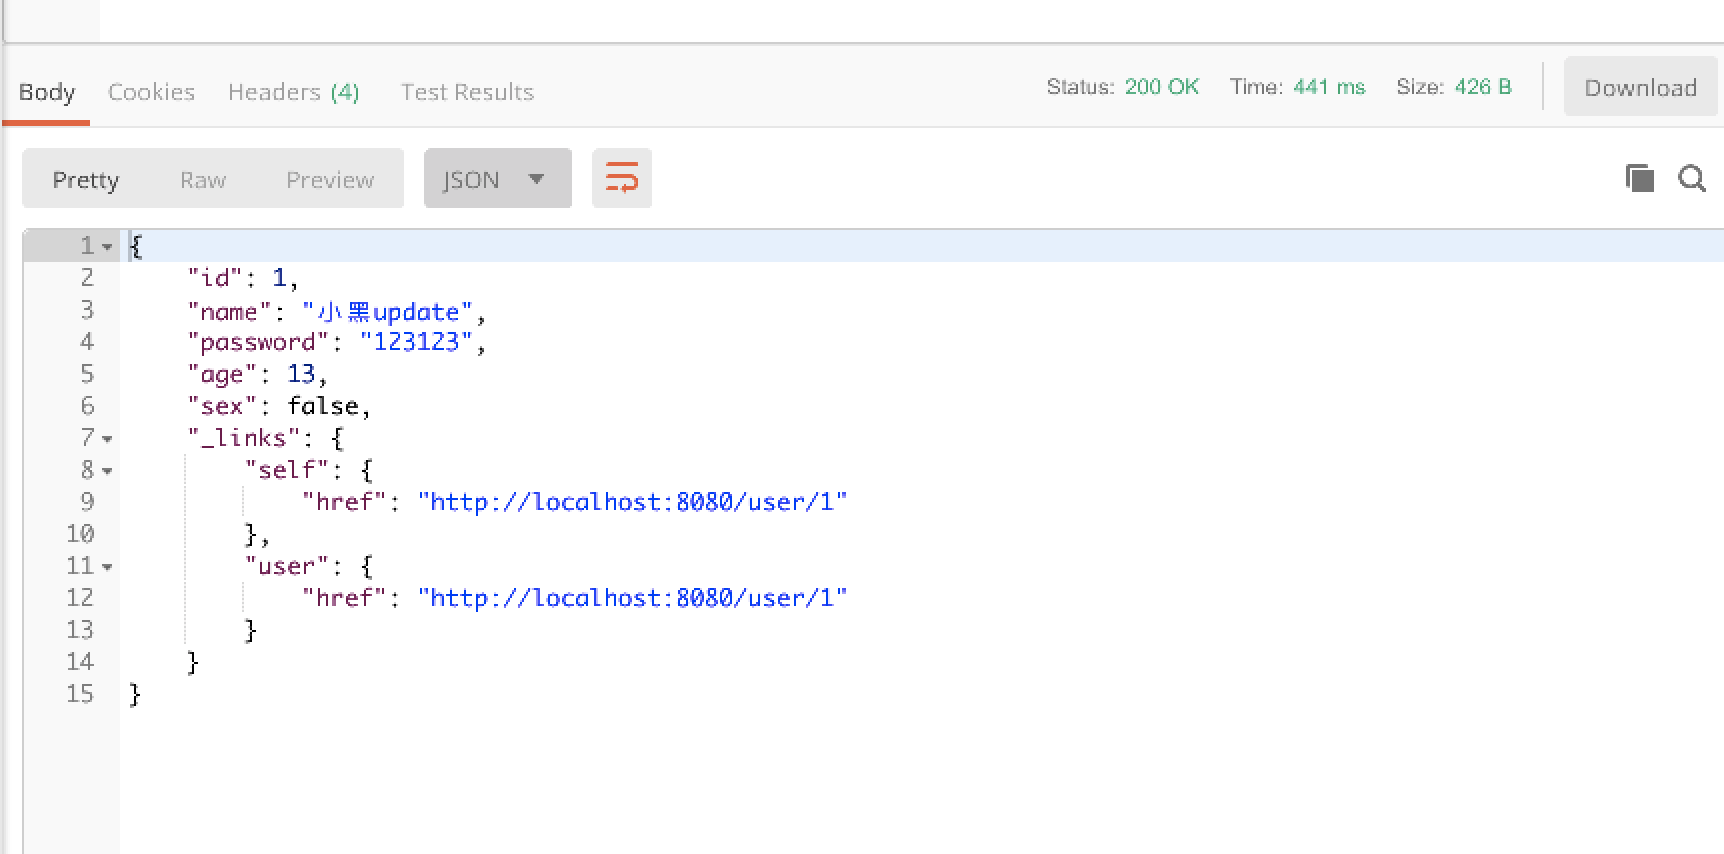 Body Cookies Headers (4) Test Results Status: 200 OK Time: 441 ms Size: 426 B Download
Pretty Raw Preview JSON
1 {
2 "id": 1,
3 "name": "小黑update",
4 "password": "123123",
5 "age": 13,
6 "sex": false,
7 "_links": {
8 "self": {
9 "href": "http://localhost:8080/user/1"
10 },
11 "user": {
12 "href": "http://localhost:8080/user/1"
13 }
14 }
15 }